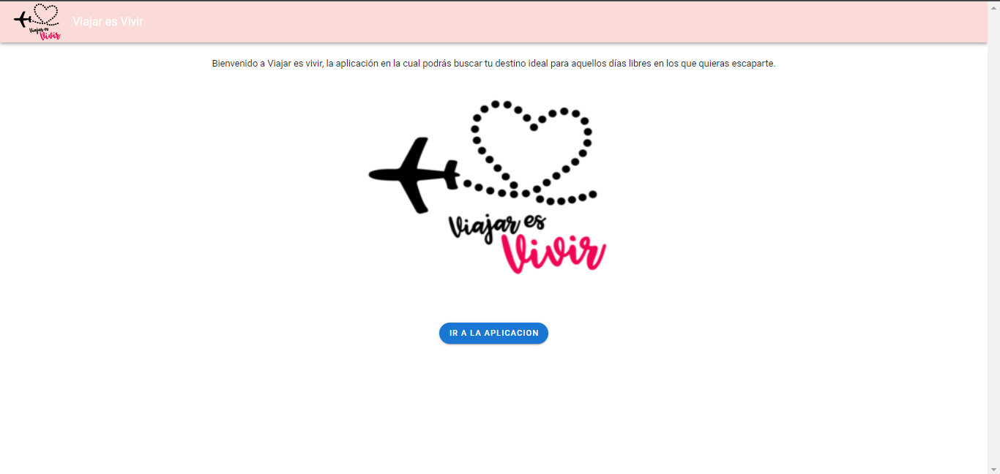 Viajar es
Vivir
Viajar es Vivir
Bienvenido a Viajar es vivir, la aplicación en la cual podrás buscar tu destino ideal para aquellos días libres en los que quieras escaparte.
Viajar es
Vivir
IR A LA APLICACION